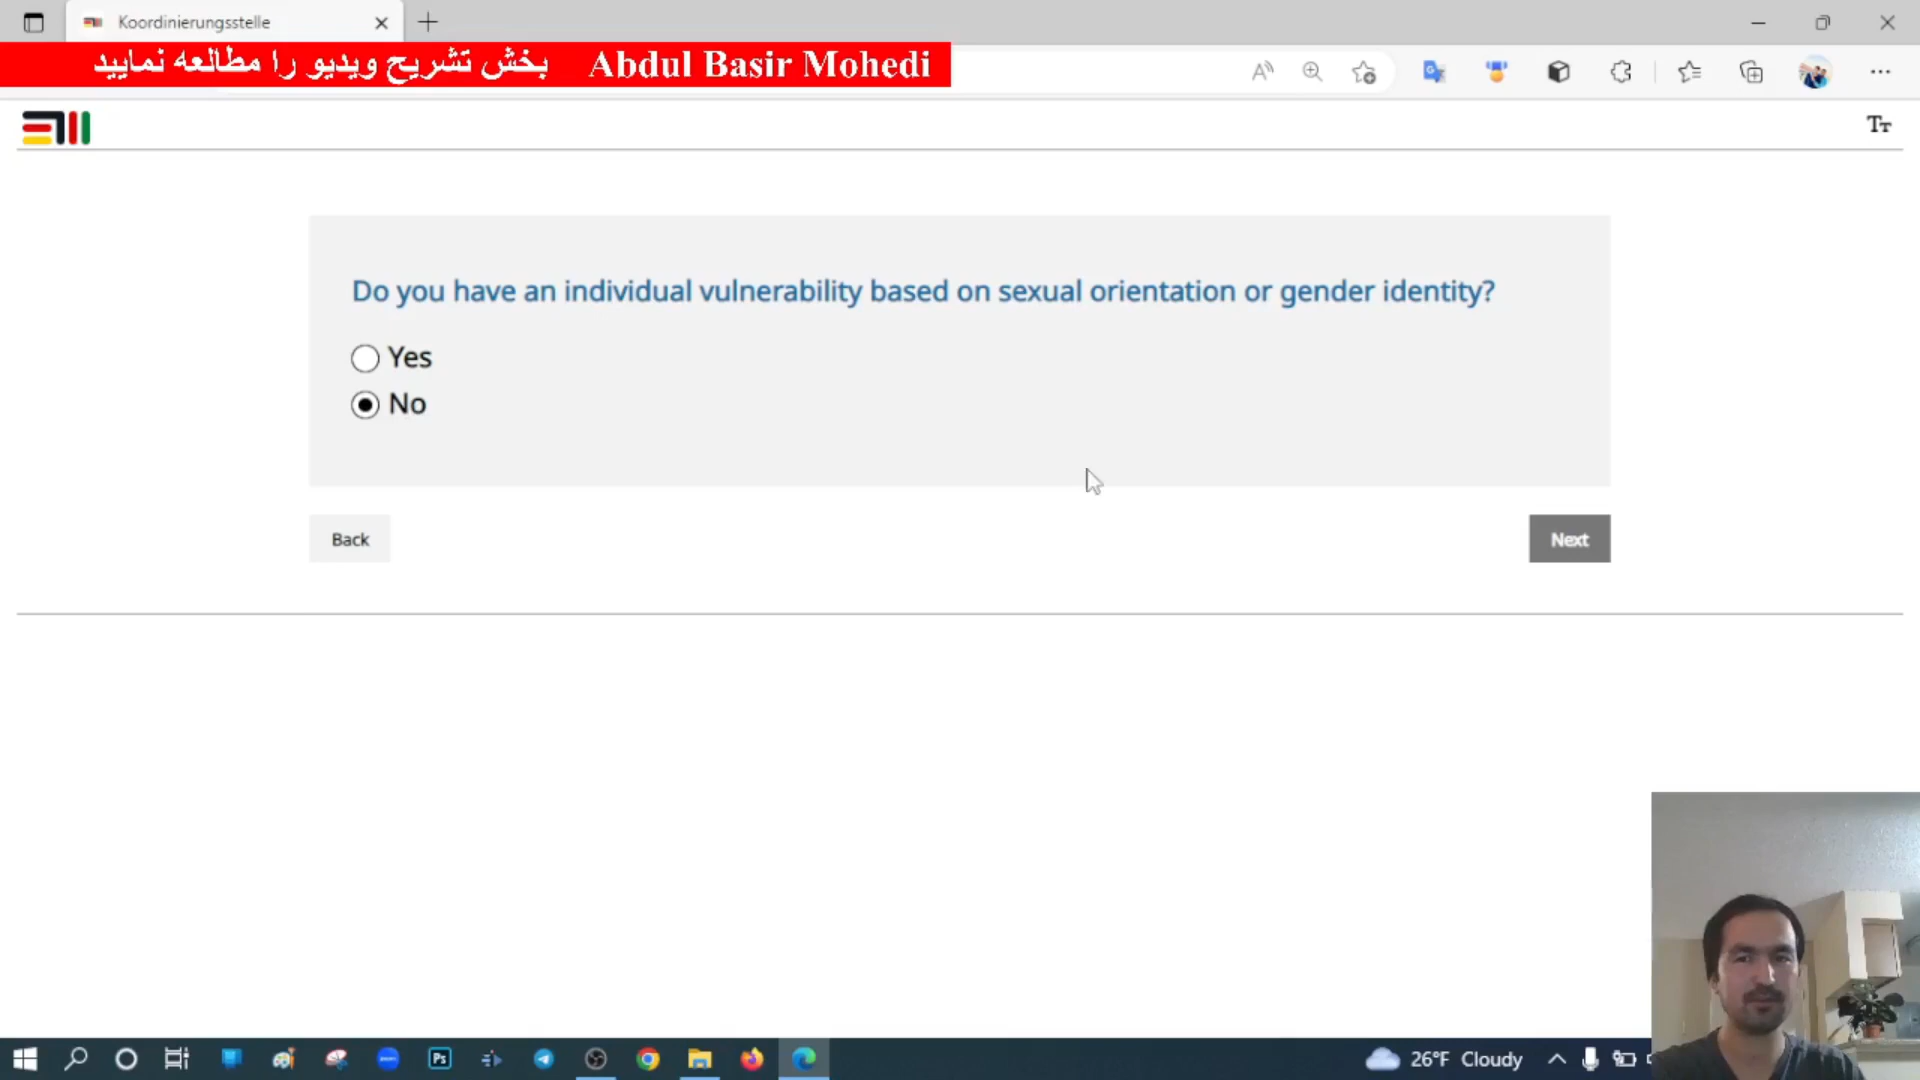 Koordinierungsstelle
بخش تشریح ویدیو را مطالعه نمایید Abdul Basir Mohedi
Do you have an individual vulnerability based on sexual orientation or gender identity?
Yes
No
Back
Next
26°F Cloudy